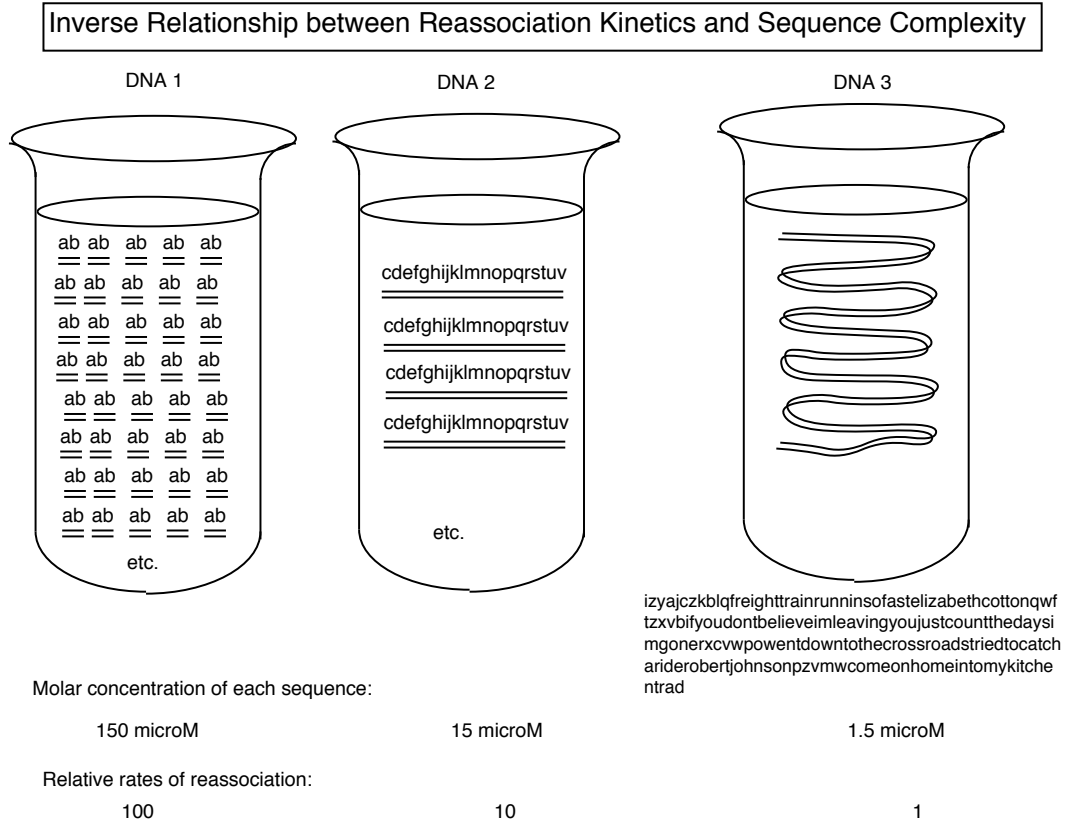 Inverse Relationship between Reassociation Kinetics and Sequence Complexity
DNA 1 DNA 2 DNA 3
ab ab ab ab ab
ab ab ab ab ab
ab ab ab ab ab
ab ab ab ab ab
ab ab ab ab ab
ab ab ab ab ab
ab ab ab ab ab
ab ab ab ab ab
etc.
cdefghijklmnopqrstuv
cdefghijklmnopqrstuv
cdefghijklmnopqrstuv
cdefghijklmnopqrstuv
etc.
izyajczkblqfreighttrainrunninsofastelizabethcottonqwf
tzxvbifyoudontbelieveimleavingyoujustcountthedaysi
mgonerxcvwpowentdowntothecrossroadstriedtocatch
ariderobertjohnsonpzvmwcomeonhomeintomykitche
ntrad
Molar concentration of each sequence:
150 microM 15 microM 1.5 microM
Relative rates of reassociation:
100 10 1